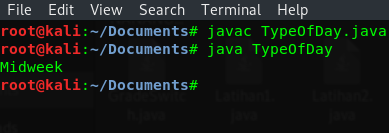 File Edit View Search Terminal Help
root@kali:~/Documents# javac TypeOfDay.java
root@kali:~/Documents# java TypeOfDay
Midweek
root@kali:~/Documents#